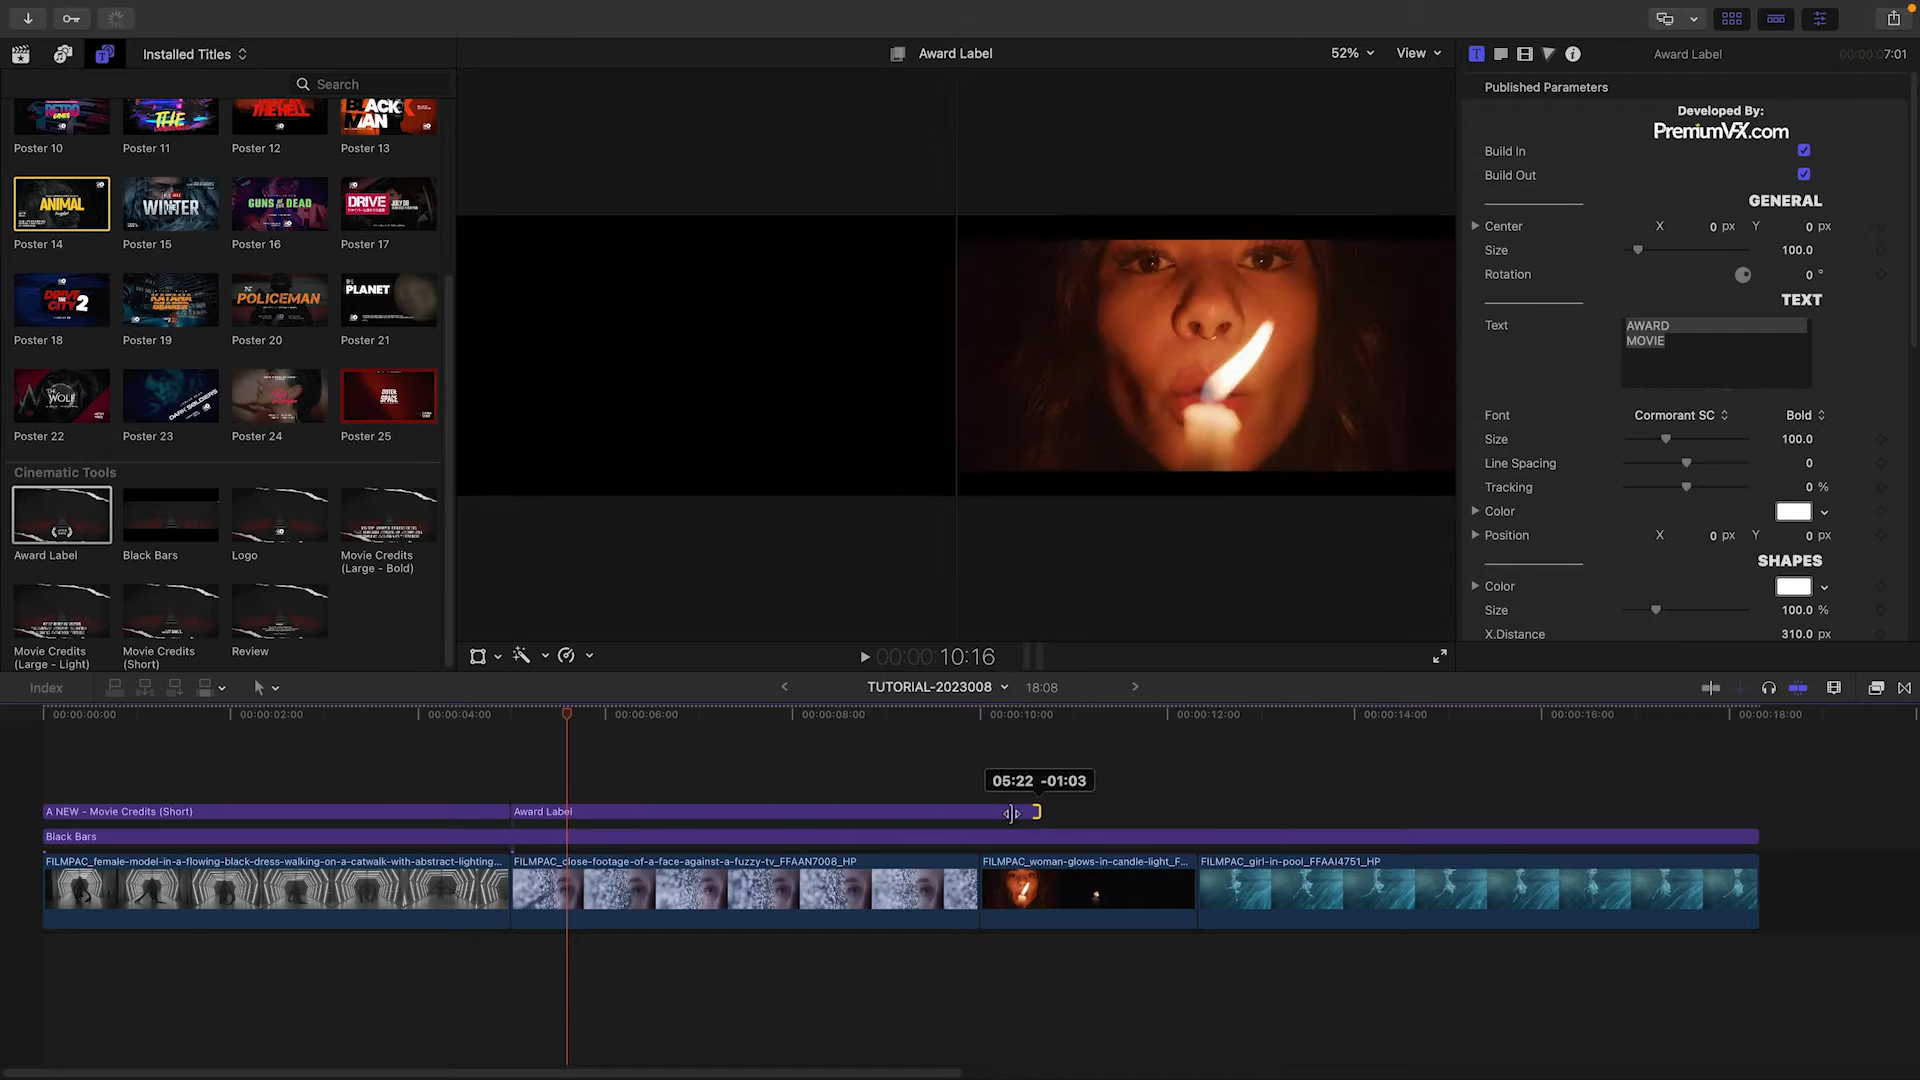 Installed Titles
Award Label
52%
View
Award Label
00:00:07:01
Search
Published Parameters
Developed By:
PremiumVFX.com
Build In
Build Out
GENERAL
Center X 0 px Y 0 px
Size 100.0
Rotation 0 °
TEXT
Text
AWARD
MOVIE
Font Cormorant SC Bold
Size 100.0
Line Spacing 0
Tracking 0 %
Color
Position X 0 px Y 0 px
SHAPES
Color
Size 100.0 %
X.Distance 310.0 px
RETRO
THE
BLACK
MAN
Poster 10
Poster 11
Poster 12
Poster 13
ANIMAL
WINTER
GUNS OF THE DEAD
DRIVE
Poster 14
Poster 15
Poster 16
Poster 17
DRIVE
THE CITY 2
KATANA
POLICEMAN
PLANET
Poster 18
Poster 19
Poster 20
Poster 21
THE
WOLF
DARK SOLDIERS
OUTER
SPACE
Poster 22
Poster 23
Poster 24
Poster 25
Cinematic Tools
Award Label
Black Bars
Logo
Movie Credits
(Large - Bold)
Movie Credits
(Large - Light)
Movie Credits
(Short)
Review
00:00:10:16
Index
TUTORIAL-2023008
18:08
00:00:00:00
00:00:02:00
00:00:04:00
00:00:06:00
00:00:08:00
00:00:10:00
00:00:12:00
00:00:14:00
00:00:16:00
00:00:18:00
05:22 -01:03
A NEW - Movie Credits (Short)
Award Label
Black Bars
FILMPAC_female-model-in-a-flowing-black-dress-walking-on-a-catwalk-with-abstract-lighting...
FILMPAC_close-footage-of-a-face-against-a-fuzzy-tv_FFAAN7008_HP
FILMPAC_woman-glows-in-candle-light_F...
FILMPAC_girl-in-pool_FFAAI4751_HP